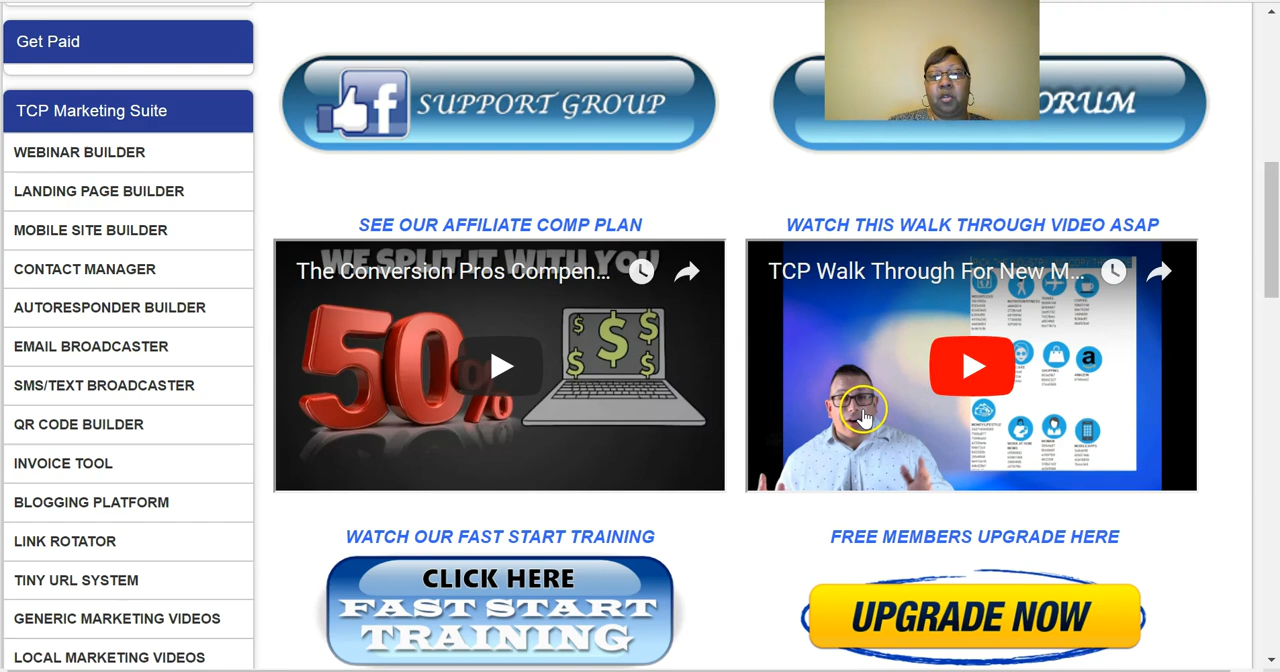 Get Paid
TCP Marketing Suite
WEBINAR BUILDER
LANDING PAGE BUILDER
MOBILE SITE BUILDER
CONTACT MANAGER
AUTORESPONDER BUILDER
EMAIL BROADCASTER
SMS/TEXT BROADCASTER
QR CODE BUILDER
INVOICE TOOL
BLOGGING PLATFORM
LINK ROTATOR
TINY URL SYSTEM
GENERIC MARKETING VIDEOS
LOCAL MARKETING VIDEOS
f SUPPORT GROUP
ORUM
SEE OUR AFFILIATE COMP PLAN
WE SPLIT IT WITH YOU
The Conversion Pros Compen...
50%
$ $ $ $ $
WATCH THIS WALK THROUGH VIDEO ASAP
TCP Walk Through For New M...
WATCH OUR FAST START TRAINING
CLICK HERE
FAST START
TRAINING
FREE MEMBERS UPGRADE HERE
UPGRADE NOW